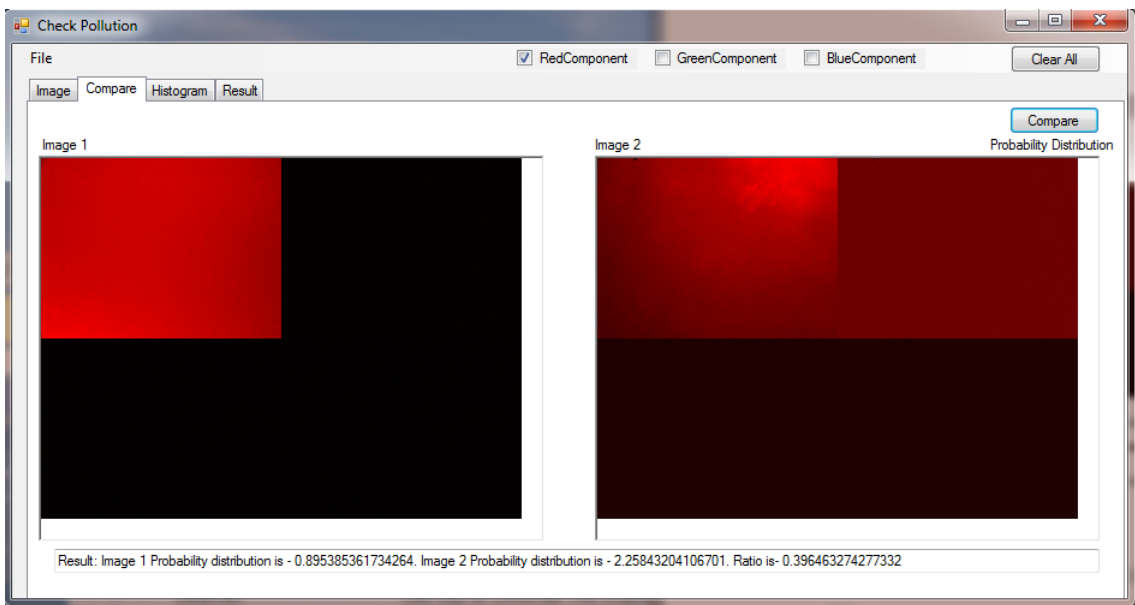 Check Pollution
File
RedComponent
GreenComponent
BlueComponent
Clear All
Image
Compare
Histogram
Result
Compare
Image 1
Image 2
Probability Distribution
Result: Image 1 Probability distribution is - 0.895385361734264. Image 2 Probability distribution is - 2.25843204106701. Ratio is- 0.396463274277332